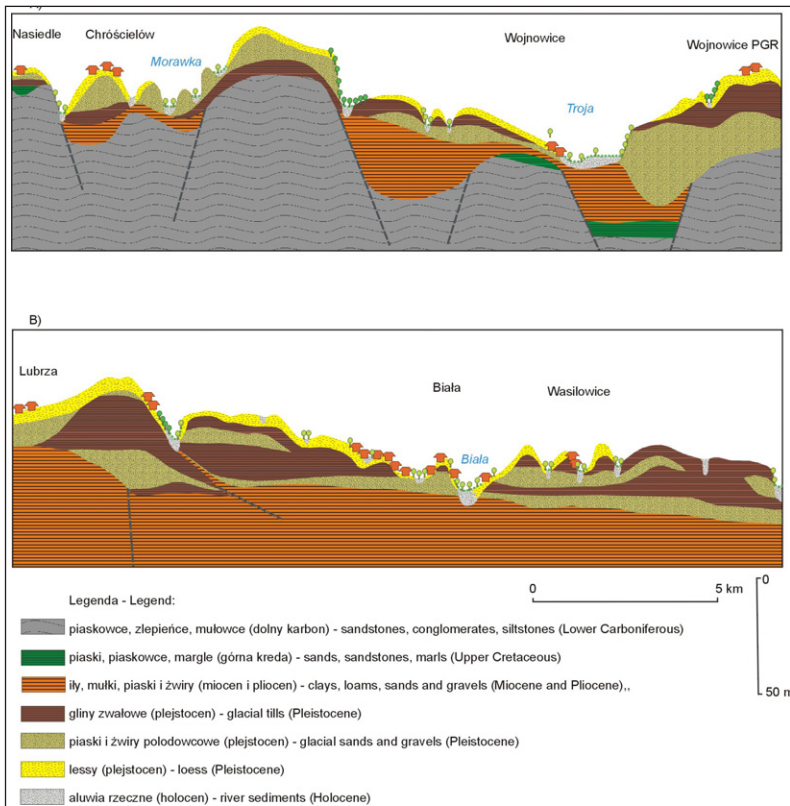 A)
Nasiedle Chróścielów Wojnowice Wojnowice PGR
Morawka
Troja
B)
Lubrza Biała Wasiłowice
Biała
Legenda - Legend:
0 5 km
0
50 m
piaskowce, zlepieńce, mułowce (dolny karbon) - sandstones, conglomerates, siltstones (Lower Carboniferous)
piaski, piaskowce, margle (górna kreda) - sands, sandstones, marls (Upper Cretaceous)
iły, mułki, piaski i żwiry (miocen i pliocen) - clays, loams, sands and gravels (Miocene and Pliocene),,
gliny zwałowe (plejstocen) - glacial tills (Pleistocene)
piaski i żwiry polodowcowe (plejstocen) - glacial sands and gravels (Pleistocene)
lessy (plejstocen) - loess (Pleistocene)
aluwia rzeczne (holocen) - river sediments (Holocene)